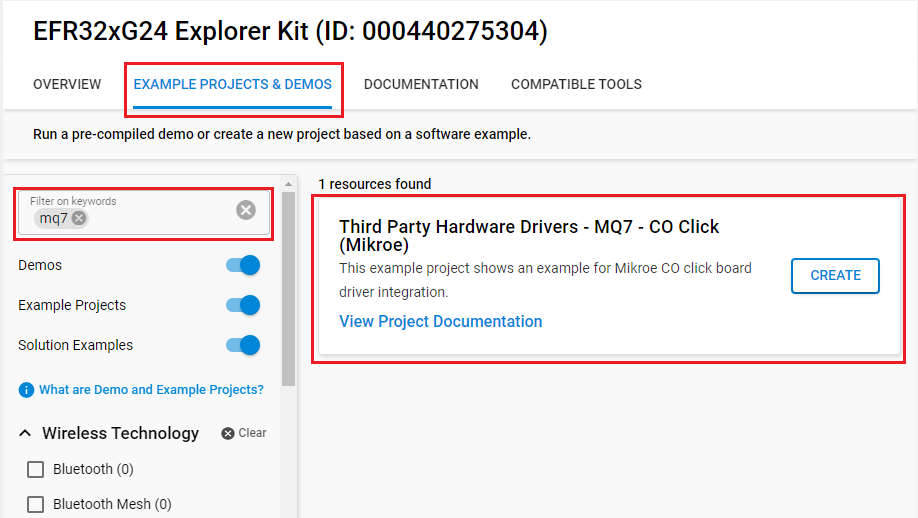 EFR32xG24 Explorer Kit (ID: 000440275304)
OVERVIEW
EXAMPLE PROJECTS & DEMOS
DOCUMENTATION
COMPATIBLE TOOLS
Run a pre-compiled demo or create a new project based on a software example.
Filter on keywords
mq7
Demos
Example Projects
Solution Examples
What are Demo and Example Projects?
Wireless Technology
Clear
Bluetooth (0)
Bluetooth Mesh (0)
1 resources found
Third Party Hardware Drivers - MQ7 - CO Click
(Mikroe)
This example project shows an example for Mikroe CO click board
driver integration.
View Project Documentation
CREATE